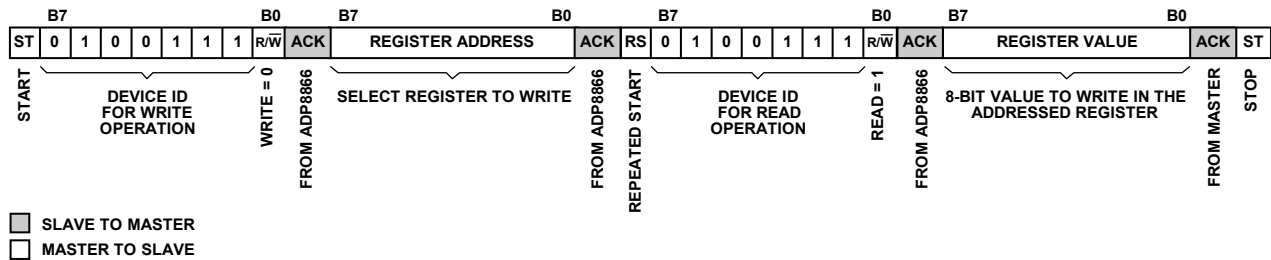 B7 B0 B7 B0 B7 B0
ST 0 1 0 0 1 1 1 R/W̅ ACK REGISTER ADDRESS ACK RS 0 1 0 0 1 1 1 R/W̅ ACK REGISTER VALUE ACK ST
START
DEVICE ID
FOR WRITE
OPERATION
WRITE = 0
FROM ADP8866
SELECT REGISTER TO WRITE
FROM ADP8866
REPEATED START
DEVICE ID
FOR READ
OPERATION
READ = 1
FROM ADP8866
8-BIT VALUE TO WRITE IN THE
ADDRESSED REGISTER
FROM MASTER
STOP
SLAVE TO MASTER
MASTER TO SLAVE